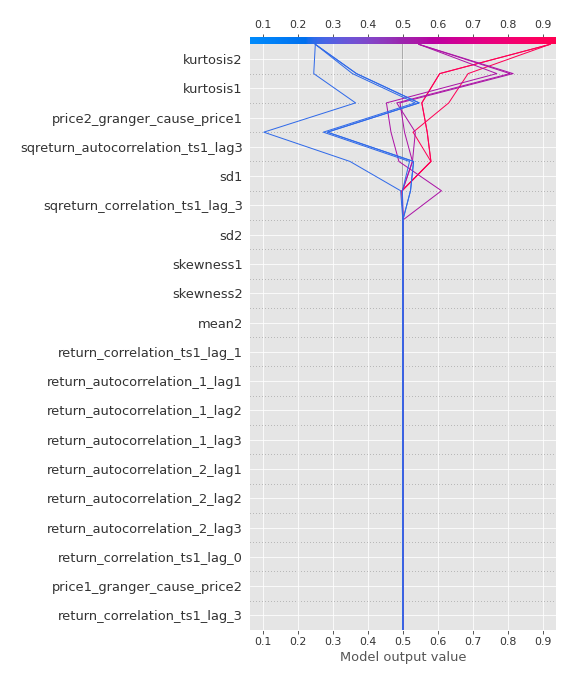 0.1 0.2 0.3 0.4 0.5 0.6 0.7 0.8 0.9
kurtosis2
kurtosis1
price2_granger_cause_price1
sqreturn_autocorrelation_ts1_lag3
sd1
sqreturn_correlation_ts1_lag_3
sd2
skewness1
skewness2
mean2
return_correlation_ts1_lag_1
return_autocorrelation_1_lag1
return_autocorrelation_1_lag2
return_autocorrelation_1_lag3
return_autocorrelation_2_lag1
return_autocorrelation_2_lag2
return_autocorrelation_2_lag3
return_correlation_ts1_lag_0
price1_granger_cause_price2
return_correlation_ts1_lag_3
0.1 0.2 0.3 0.4 0.5 0.6 0.7 0.8 0.9
Model output value